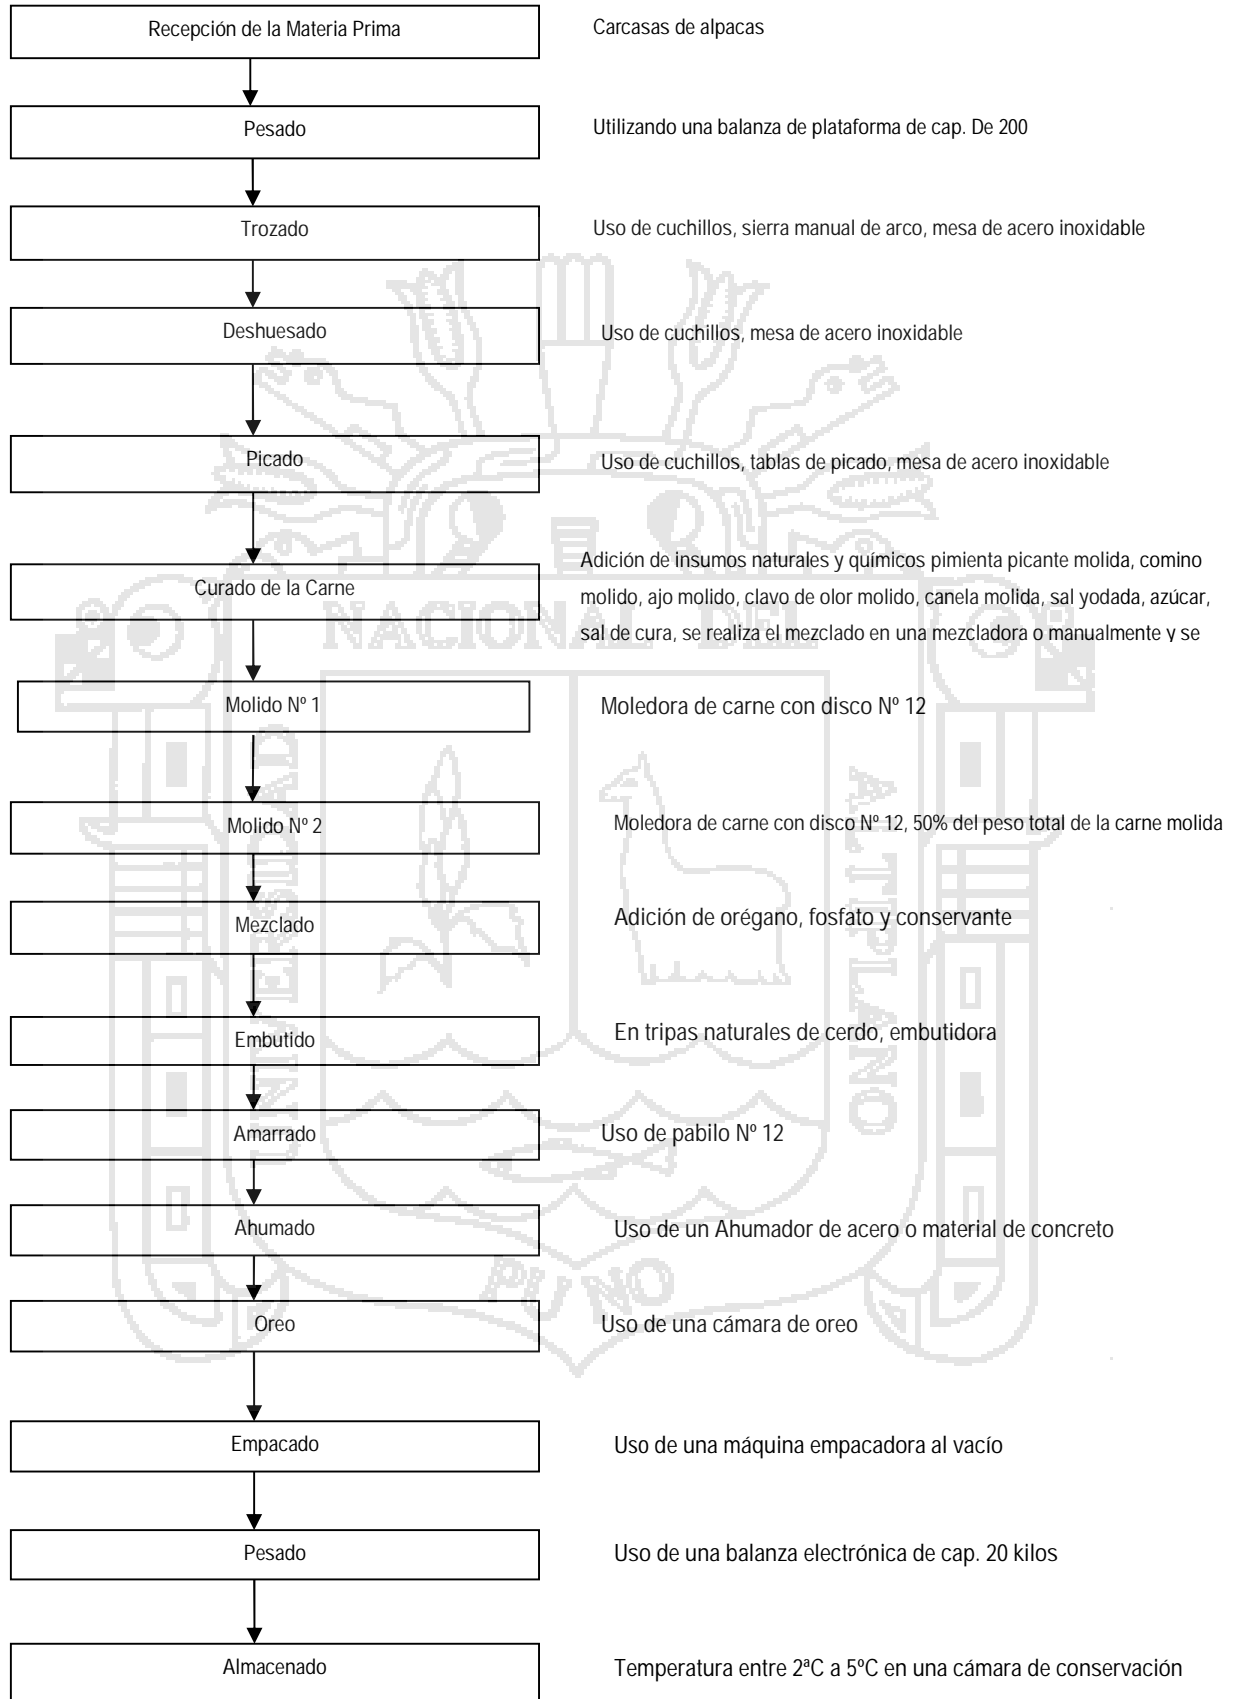 Recepción de la Materia Prima
Carcasas de alpacas
Pesado
Utilizando una balanza de plataforma de cap. De 200
Trozado
Uso de cuchillos, sierra manual de arco, mesa de acero inoxidable
Deshuesado
Uso de cuchillos, mesa de acero inoxidable
Picado
Uso de cuchillos, tablas de picado, mesa de acero inoxidable
Curado de la Carne
Adición de insumos naturales y químicos pimienta picante molida, comino
molido, ajo molido, clavo de olor molido, canela molida, sal yodada, azúcar,
sal de cura, se realiza el mezclado en una mezcladora o manualmente y se
Molido Nº 1
Moledora de carne con disco Nº 12
Molido Nº 2
Moledora de carne con disco Nº 12, 50% del peso total de la carne molida
Mezclado
Adición de orégano, fosfato y conservante
Embutido
En tripas naturales de cerdo, embutidora
Amarrado
Uso de pabilo Nº 12
Ahumado
Uso de un Ahumador de acero o material de concreto
Oreo
Uso de una cámara de oreo
Empacado
Uso de una máquina empacadora al vacío
Pesado
Uso de una balanza electrónica de cap. 20 kilos
Almacenado
Temperatura entre 2ªC a 5ºC en una cámara de conservación
UNIVERSIDAD
NACIONAL DEL
ALTIPLANO
PUNO